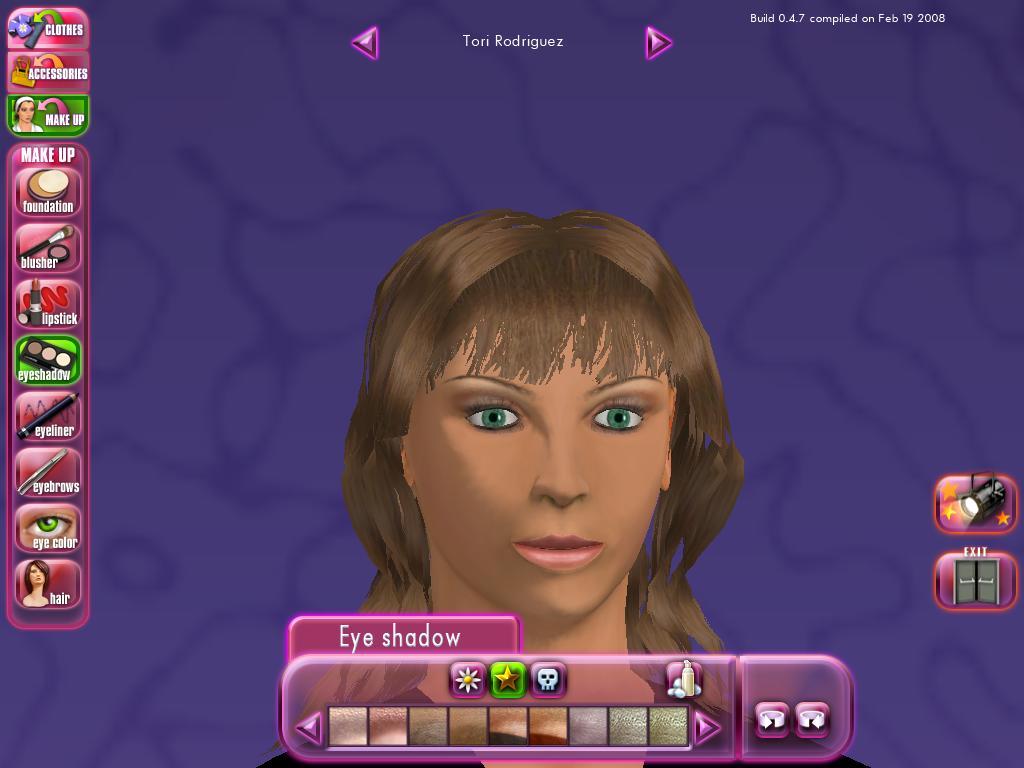 CLOTHES
ACCESSORIES
MAKE UP
MAKE UP
foundation
blusher
lipstick
eyeshadow
eyeliner
eyebrows
eye color
hair
Tori Rodriguez
Build 0.4.7 compiled on Feb 19 2008
EXIT
Eye shadow